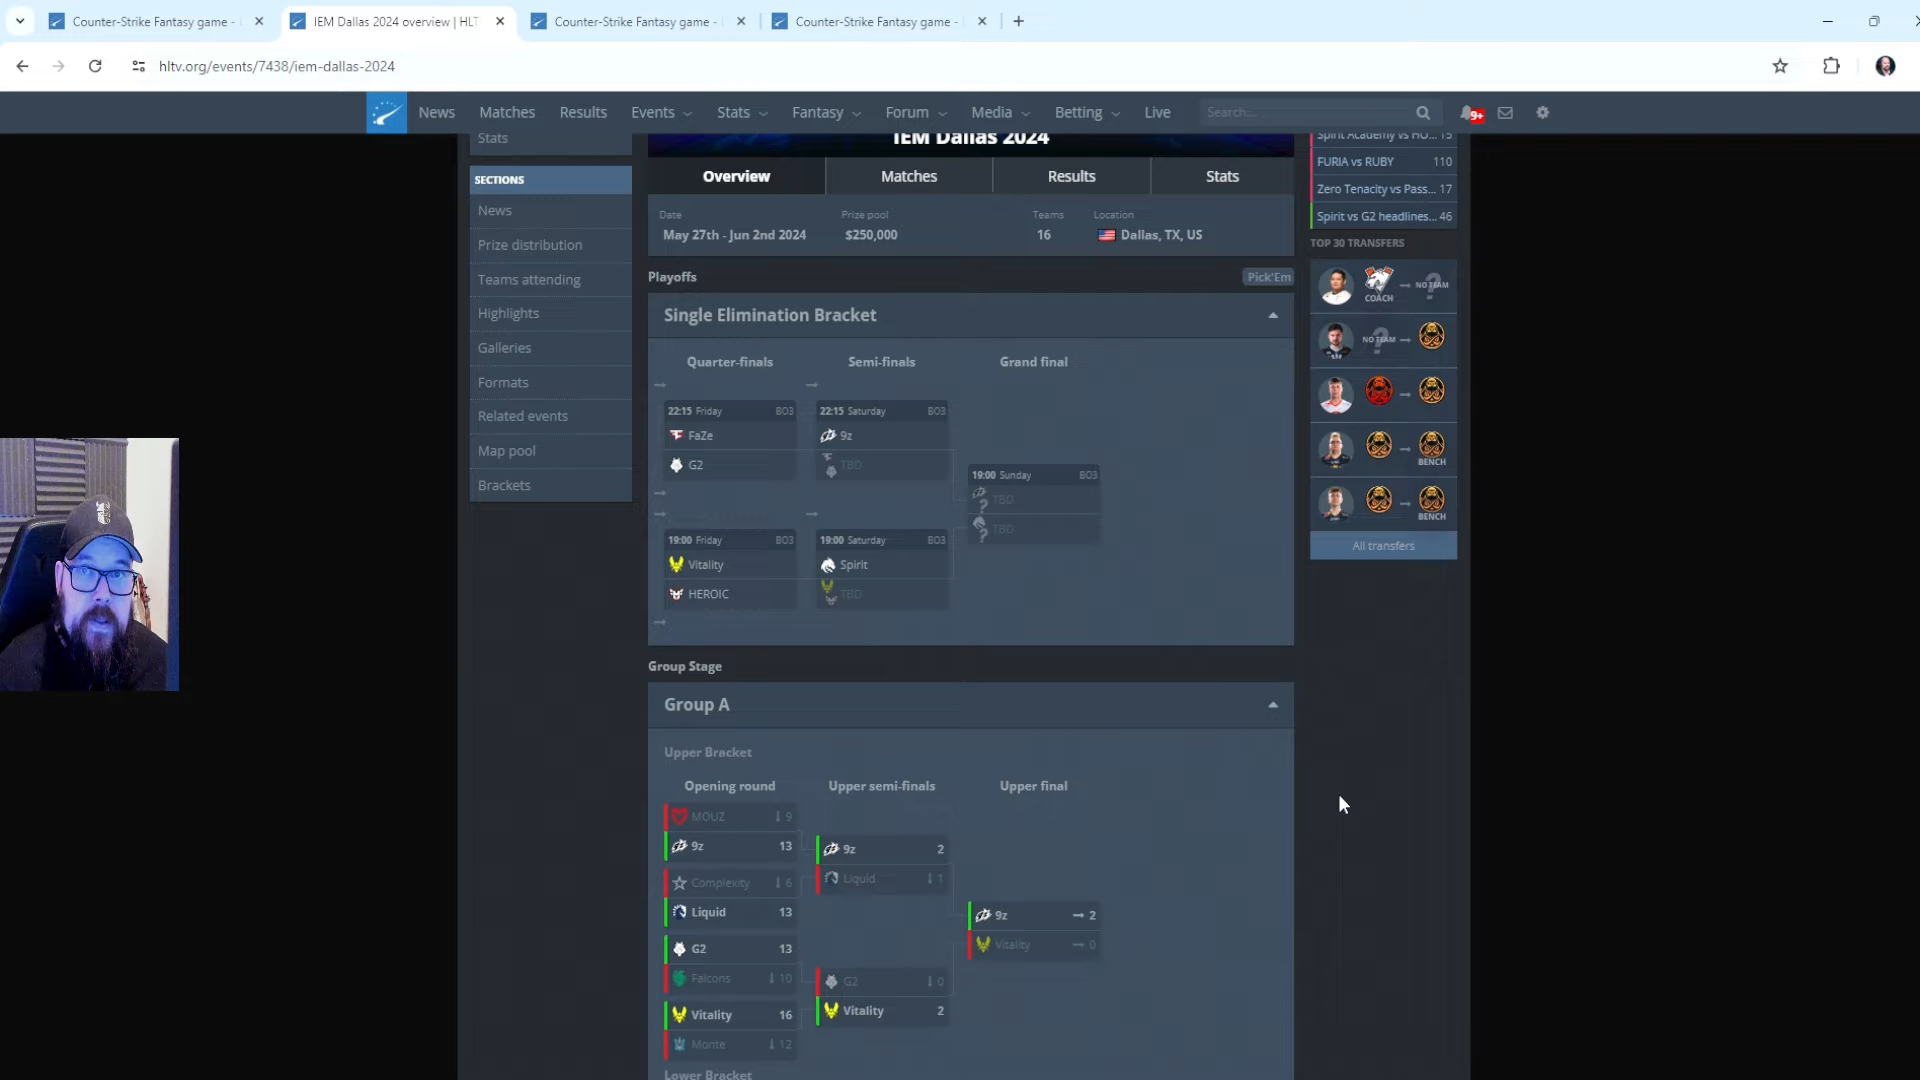 Counter-Strike Fantasy game -
IEM Dallas 2024 overview | HLT
Counter-Strike Fantasy game -
Counter-Strike Fantasy game -
hltv.org/events/7438/iem-dallas-2024
News Matches Results Events Stats Fantasy Forum Media Betting Live Search... 9+
Stats
SECTIONS
News
Prize distribution
Teams attending
Highlights
Galleries
Formats
Related events
Map pool
Brackets
IEM Dallas 2024
Overview Matches Results Stats
Date Prize pool Teams Location
May 27th - Jun 2nd 2024 $250,000 16 Dallas, TX, US
Playoffs Pick'Em
Single Elimination Bracket
Quarter-finals Semi-finals Grand final
22:15 Friday BO3
FaZe
G2
19:00 Friday BO3
Vitality
HEROIC
22:15 Saturday BO3
9z
TBD
19:00 Saturday BO3
Spirit
TBD
19:00 Sunday BO3
TBD
TBD
Group Stage
Group A
Upper Bracket
Opening round Upper semi-finals Upper final
MOUZ 9
9z 13
Complexity 6
Liquid 13
G2 13
Falcons 10
Vitality 16
Monte 12
9z 2
Liquid 1
G2 0
Vitality 2
9z 2
Vitality 0
Lower Bracket
Spirit Academy vs HO... 15
FURIA vs RUBY 110
Zero Tenacity vs Pass... 17
Spirit vs G2 headlines... 46
TOP 30 TRANSFERS
COACH NO TEAM
NO TEAM
BENCH
BENCH
All transfers